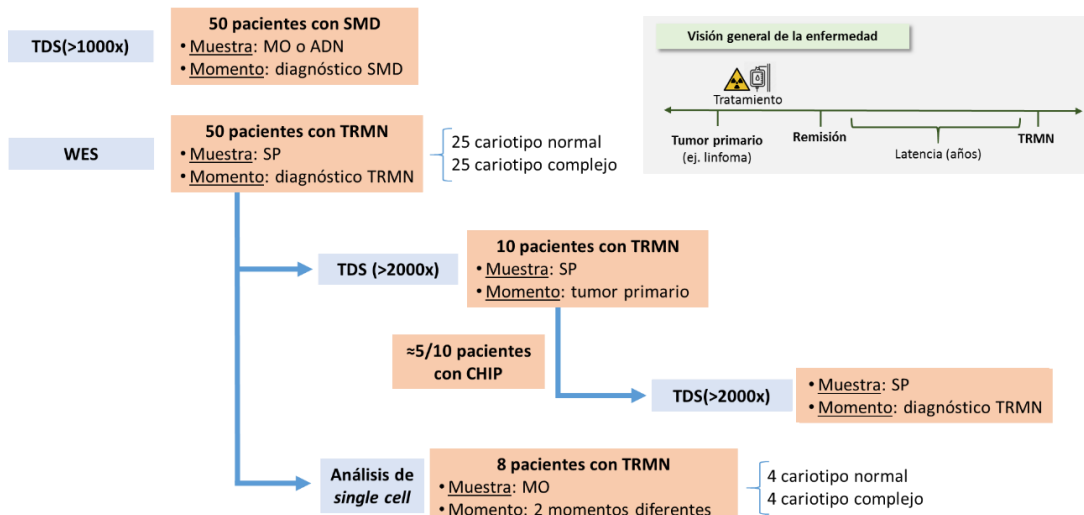 TDS(>1000x)
50 pacientes con SMD
• Muestra: MO o ADN
• Momento: diagnóstico SMD
Visión general de la enfermedad
Tratamiento
Tumor primario
(ej. linfoma)
Remisión
Latencia (años)
TRMN
WES
50 pacientes con TRMN
• Muestra: SP
• Momento: diagnóstico TRMN
25 cariotipo normal
25 cariotipo complejo
TDS (>2000x)
10 pacientes con TRMN
• Muestra: SP
• Momento: tumor primario
≈5/10 pacientes
con CHIP
TDS(>2000x)
• Muestra: SP
• Momento: diagnóstico TRMN
Análisis de
single cell
8 pacientes con TRMN
• Muestra: MO
• Momento: 2 momentos diferentes
4 cariotipo normal
4 cariotipo complejo